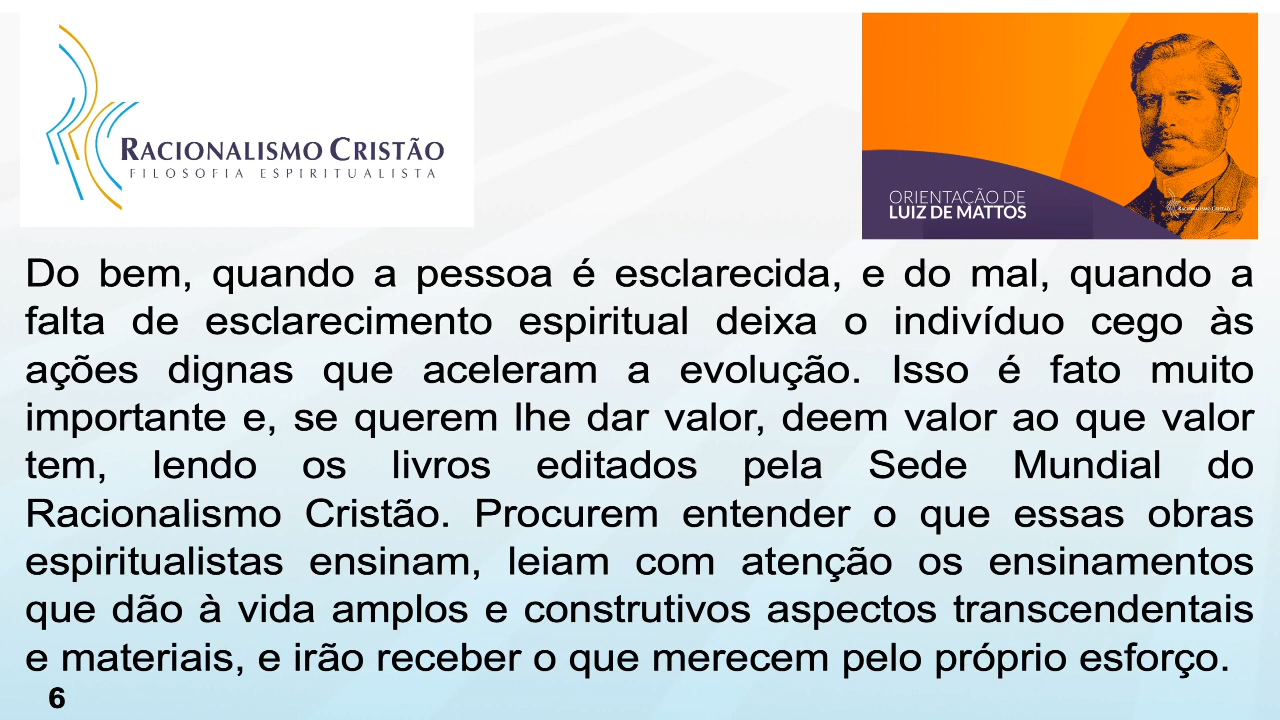 RACIONALISMO CRISTÃO
FILOSOFIA ESPIRITUALISTA
ORIENTAÇÃO DE
LUIZ DE MATTOS
RACIONALISMO CRISTÃO
Do bem, quando a pessoa é esclarecida, e do mal, quando a
falta de esclarecimento espiritual deixa o indivíduo cego às
ações dignas que aceleram a evolução. Isso é fato muito
importante e, se querem lhe dar valor, deem valor ao que valor
tem, lendo os livros editados pela Sede Mundial do
Racionalismo Cristão. Procurem entender o que essas obras
espiritualistas ensinam, leiam com atenção os ensinamentos
que dão à vida amplos e construtivos aspectos transcendentais
e materiais, e irão receber o que merecem pelo próprio esforço.
6